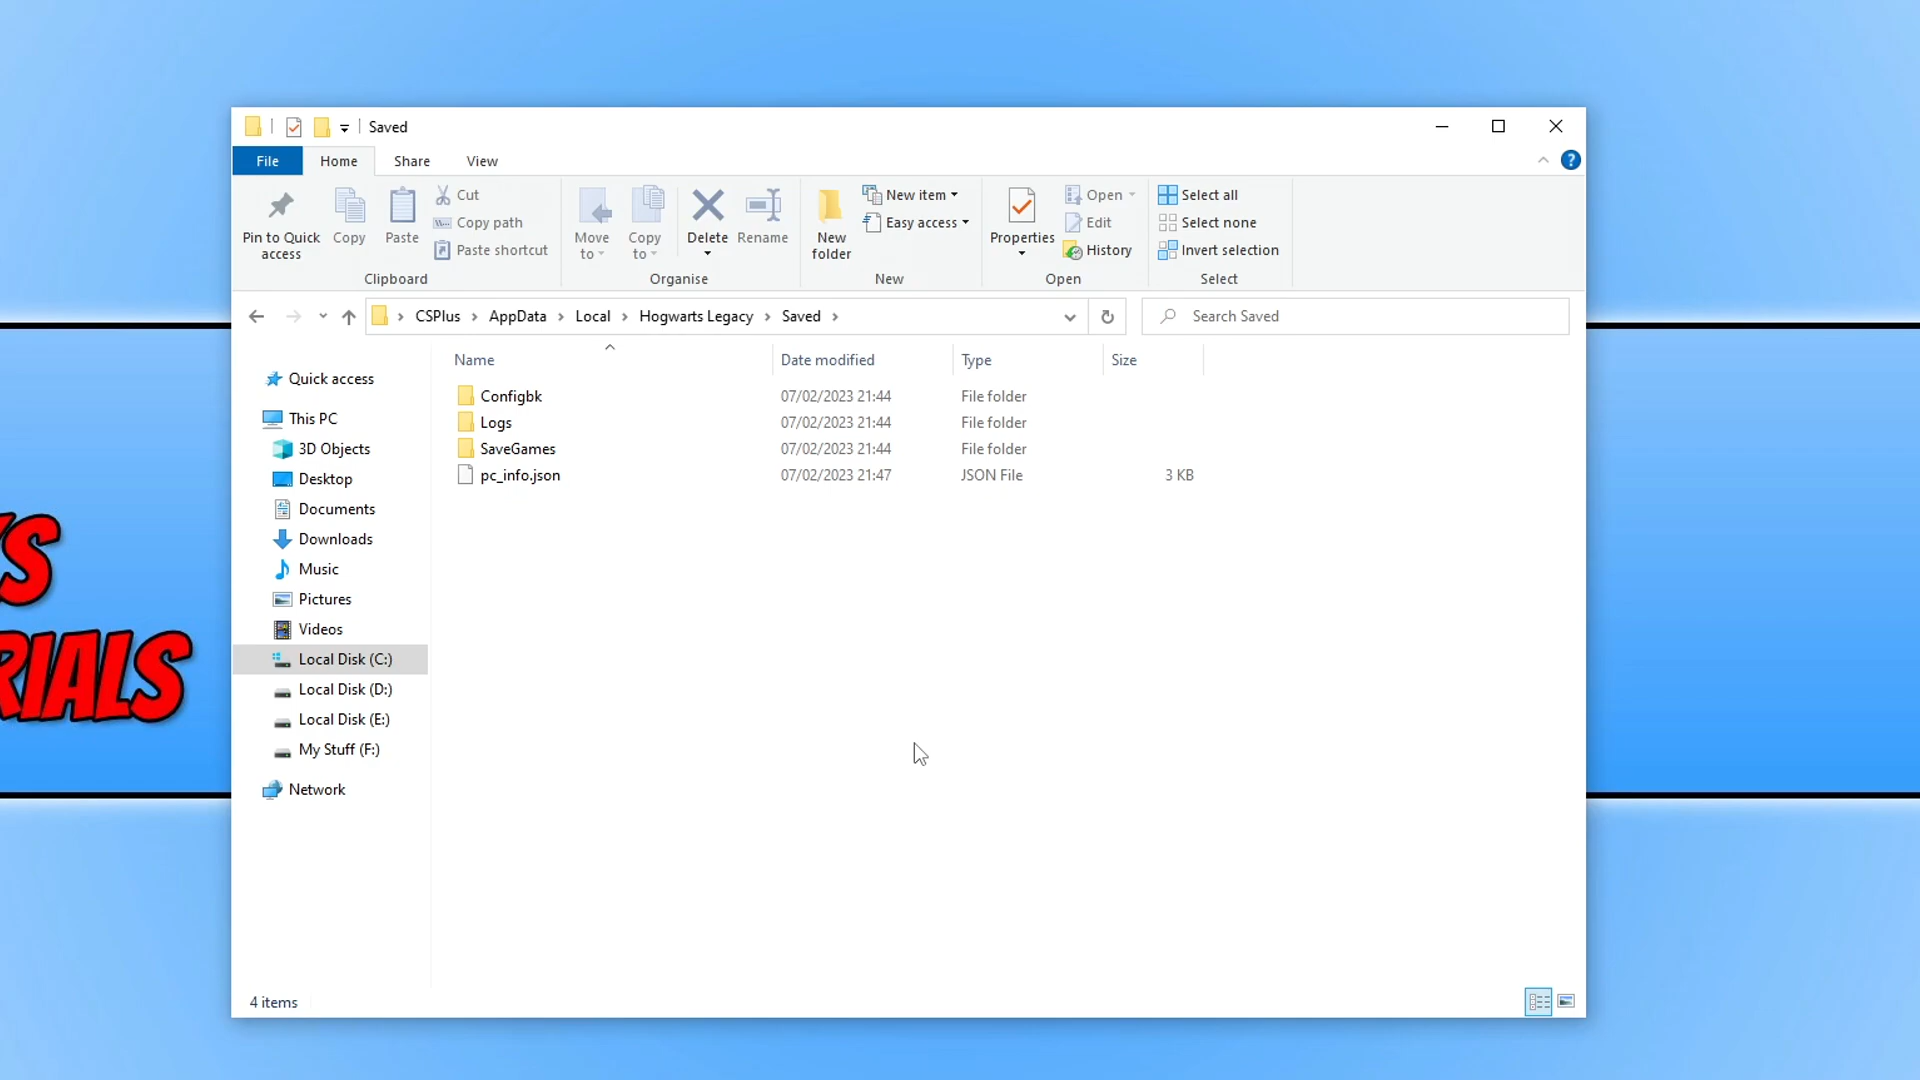 Saved
File Home Share View
Pin to Quick access
Copy
Paste
Cut
Copy path
Paste shortcut
Clipboard
Move to
Copy to
Delete
Rename
Organise
New folder
New item
Easy access
New
Properties
Open
Edit
History
Open
Select all
Select none
Invert selection
Select
CSPlus > AppData > Local > Hogwarts Legacy > Saved >
Search Saved
Name Date modified Type Size
Configbk 07/02/2023 21:44 File folder
Logs 07/02/2023 21:44 File folder
SaveGames 07/02/2023 21:44 File folder
pc_info.json 07/02/2023 21:47 JSON File 3 KB
Quick access
This PC
3D Objects
Desktop
Documents
Downloads
Music
Pictures
Videos
Local Disk (C:)
Local Disk (D:)
Local Disk (E:)
My Stuff (F:)
Network
4 items
RIALS